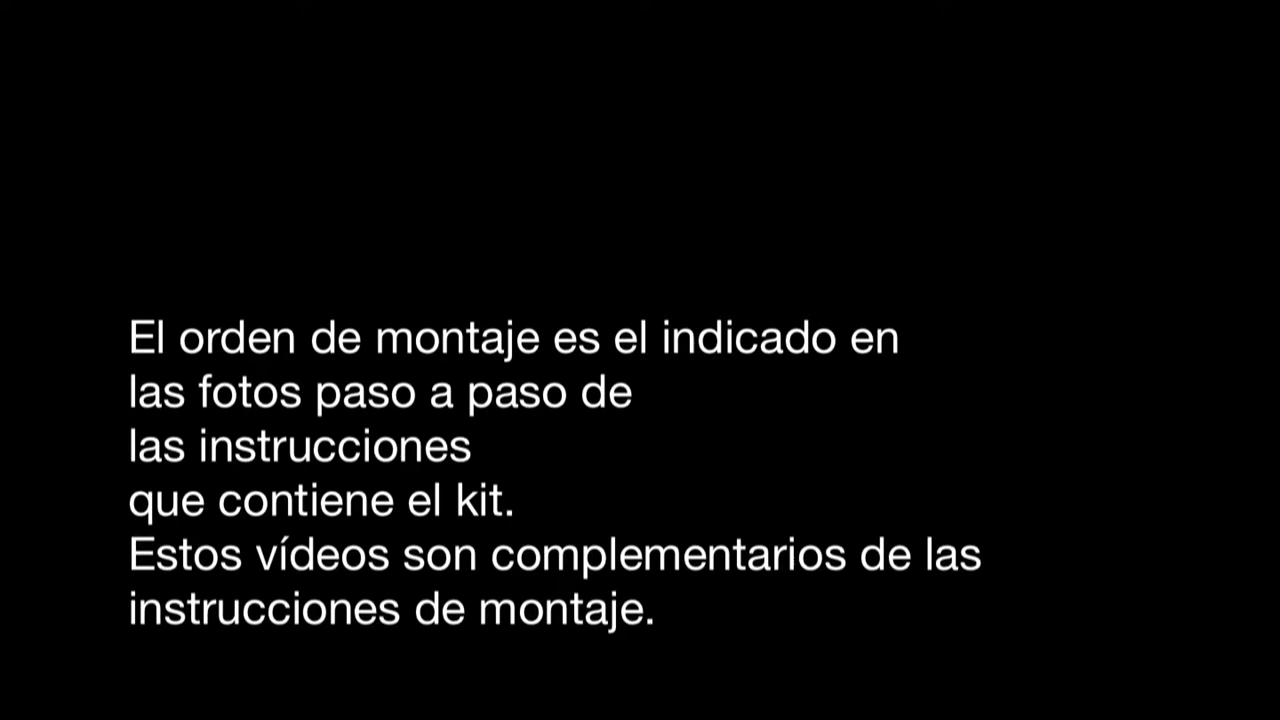 El orden de montaje es el indicado en
las fotos paso a paso de
las instrucciones
que contiene el kit.
Estos vídeos son complementarios de las
instrucciones de montaje.